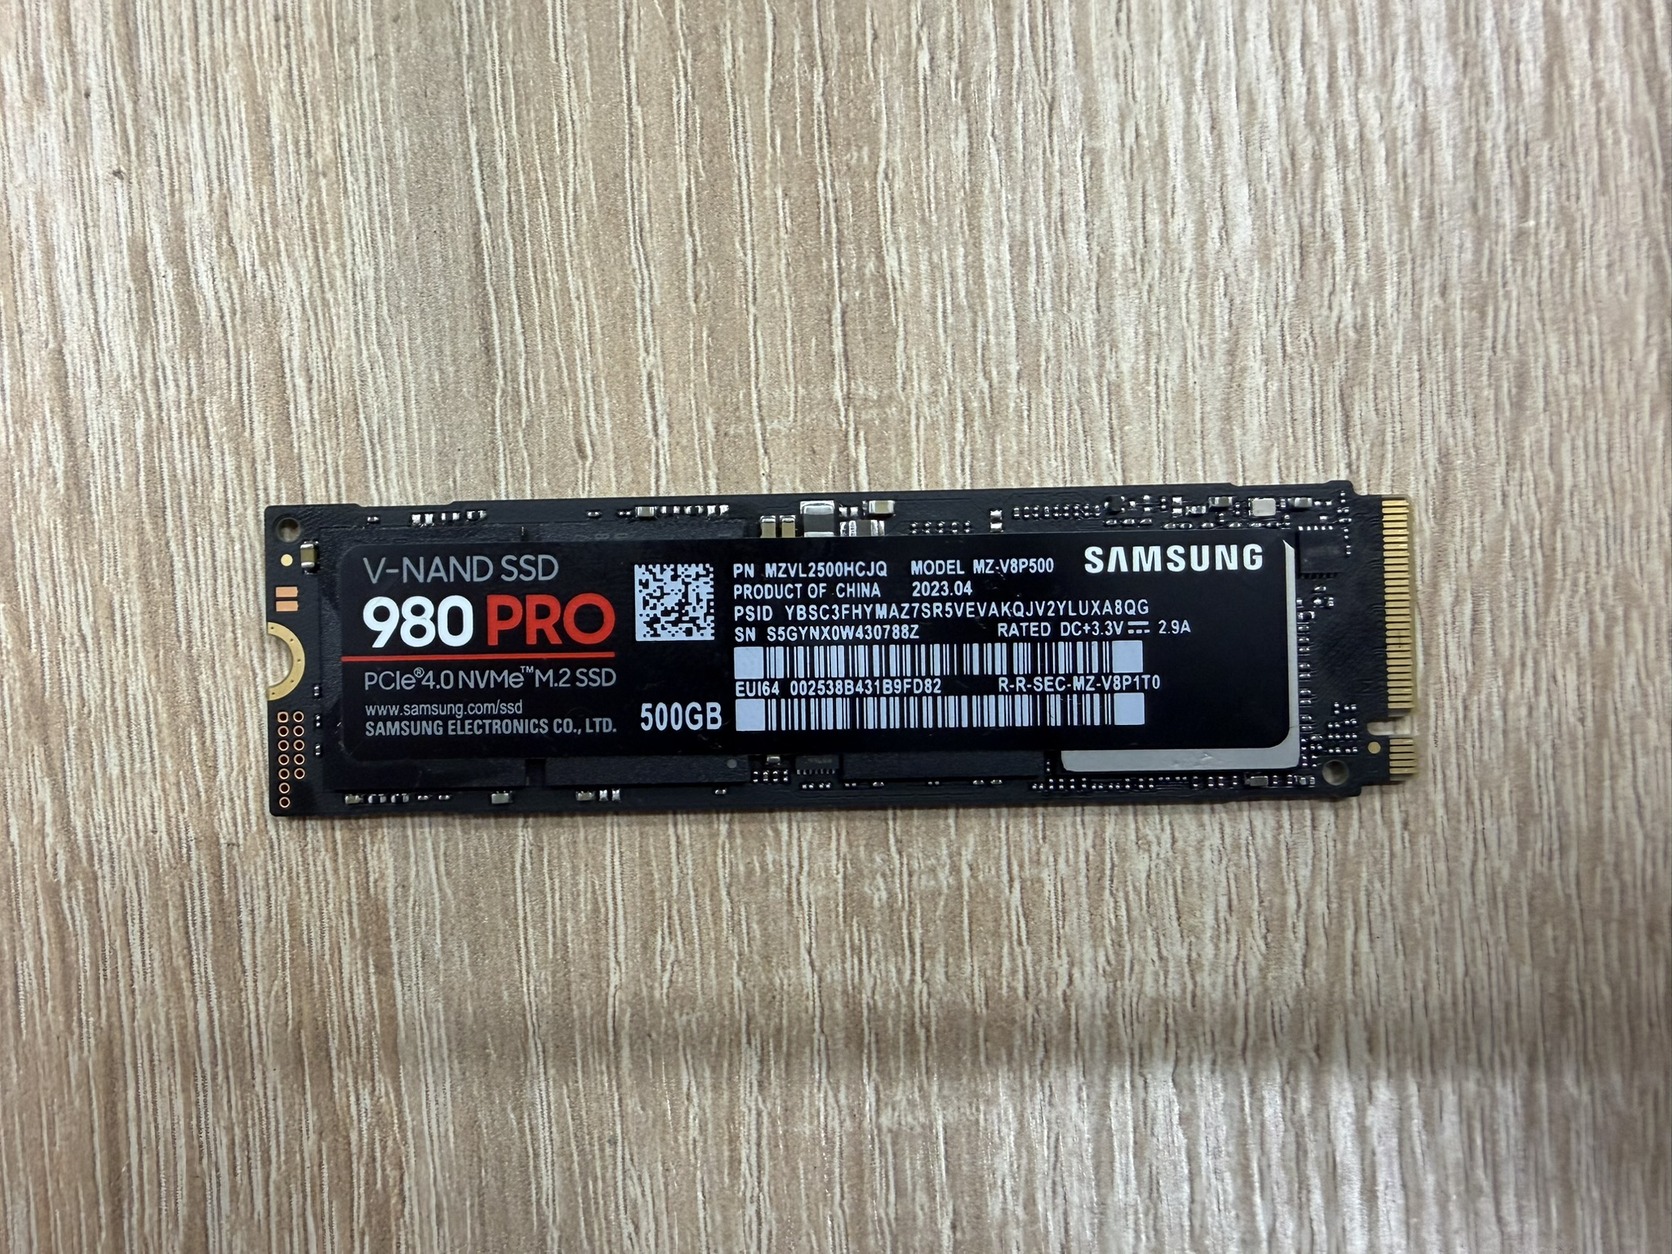 V-NAND SSD
980 PRO
PCIe®4.0 NVMe™ M.2 SSD
www.samsung.com/ssd
SAMSUNG ELECTRONICS CO., LTD.
500GB
PN MZVL2500HCJQ MODEL MZ-V8P500
PRODUCT OF CHINA 2023.04
PSID YBSC3FHYMAZ7SR5VEVAKQJV2YLUXA8QG
SN S5GYNX0W430788Z RATED DC+3.3V ⎓ 2.9A
EUI64 002538B431B9FD82 R-R-SEC-MZ-V8P1T0
SAMSUNG